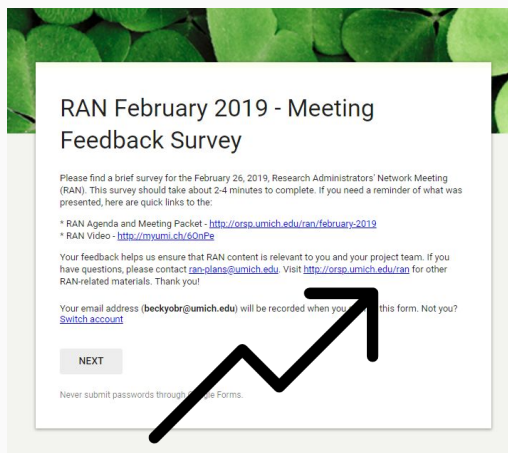 RAN February 2019 - Meeting
Feedback Survey
Please find a brief survey for the February 26, 2019, Research Administrators' Network Meeting
(RAN). This survey should take about 2-4 minutes to complete. If you need a reminder of what was
presented, here are quick links to the:
* RAN Agenda and Meeting Packet - http://orsp.umich.edu/ran/february-2019
* RAN Video - http://myumi.ch/6OnPe
Your feedback helps us ensure that RAN content is relevant to you and your project team. If you
have questions, please contact ran-plans@umich.edu. Visit http://orsp.umich.edu/ran for other
RAN-related materials. Thank you!
Your email address (beckyobr@umich.edu) will be recorded when you this form. Not you?
Switch account
NEXT
Never submit passwords through Forms.